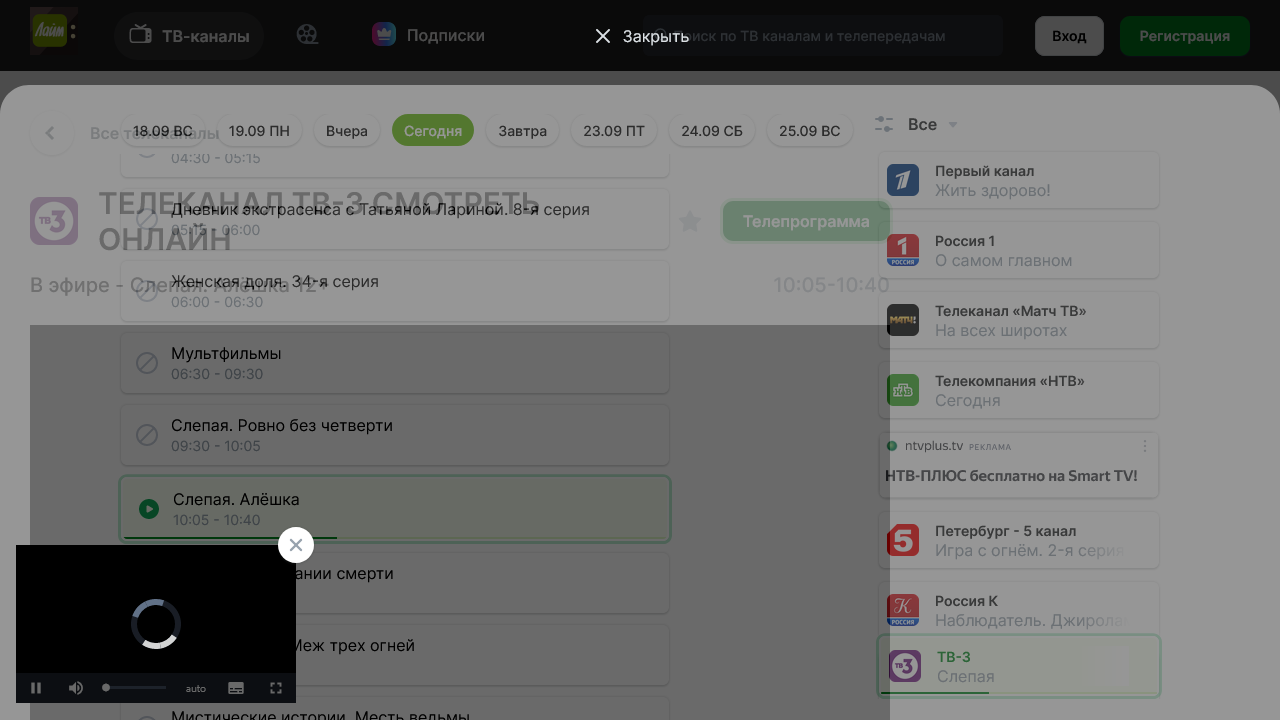 Лайм
ТВ-каналы
Подписки
Закрыть
поиск по ТВ каналам и телепередачам
Вход
Регистрация
Все телеканалы
18.09 ВС
19.09 ПН
Вчера
Сегодня
Завтра
23.09 ПТ
24.09 СБ
25.09 ВС
Все
04:30 - 05:15
ТЕЛЕКАНАЛ ТВ-3 СМОТРЕТЬ
ОНЛАЙН
Телепрограмма
Дневник экстрасенса с Татьяной Лариной. 8-я серия
05:15 - 06:00
В эфире - Слепая. Алёшка 12+
10:05-10:40
Женская доля. 34-я серия
06:00 - 06:30
Мультфильмы
06:30 - 09:30
Слепая. Ровно без четверти
09:30 - 10:05
Слепая. Алёшка
10:05 - 10:40
ании смерти
Меж трех огней
Мистические истории. Месть ведьмы
auto
Первый канал
Жить здорово!
Россия 1
О самом главном
Телеканал «Матч ТВ»
На всех широтах
Телекомпания «НТВ»
Сегодня
ntvplus.tv РЕКЛАМА
НТВ-ПЛЮС бесплатно на Smart TV!
Петербург - 5 канал
Игра с огнём. 2-я серия
Россия К
Наблюдатель. Джирола
ТВ-3
Слепая